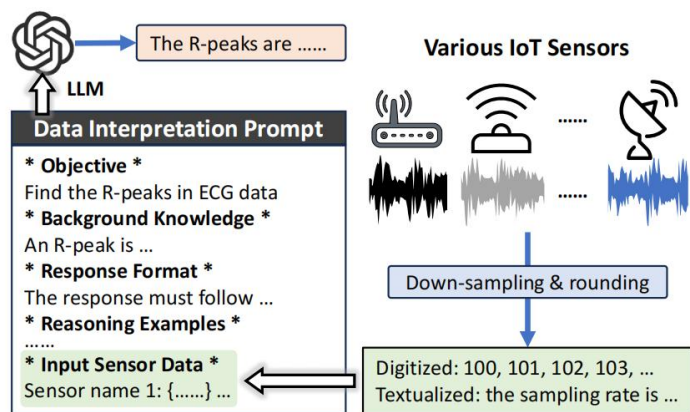 The R-peaks are ......
LLM
Data Interpretation Prompt
* Objective *
Find the R-peaks in ECG data
* Background Knowledge *
An R-peak is ...
* Response Format *
The response must follow ...
* Reasoning Examples *
......
* Input Sensor Data *
Sensor name 1: {......} ...
Various IoT Sensors
......
......
Down-sampling & rounding
Digitized: 100, 101, 102, 103, ...
Textualized: the sampling rate is ...